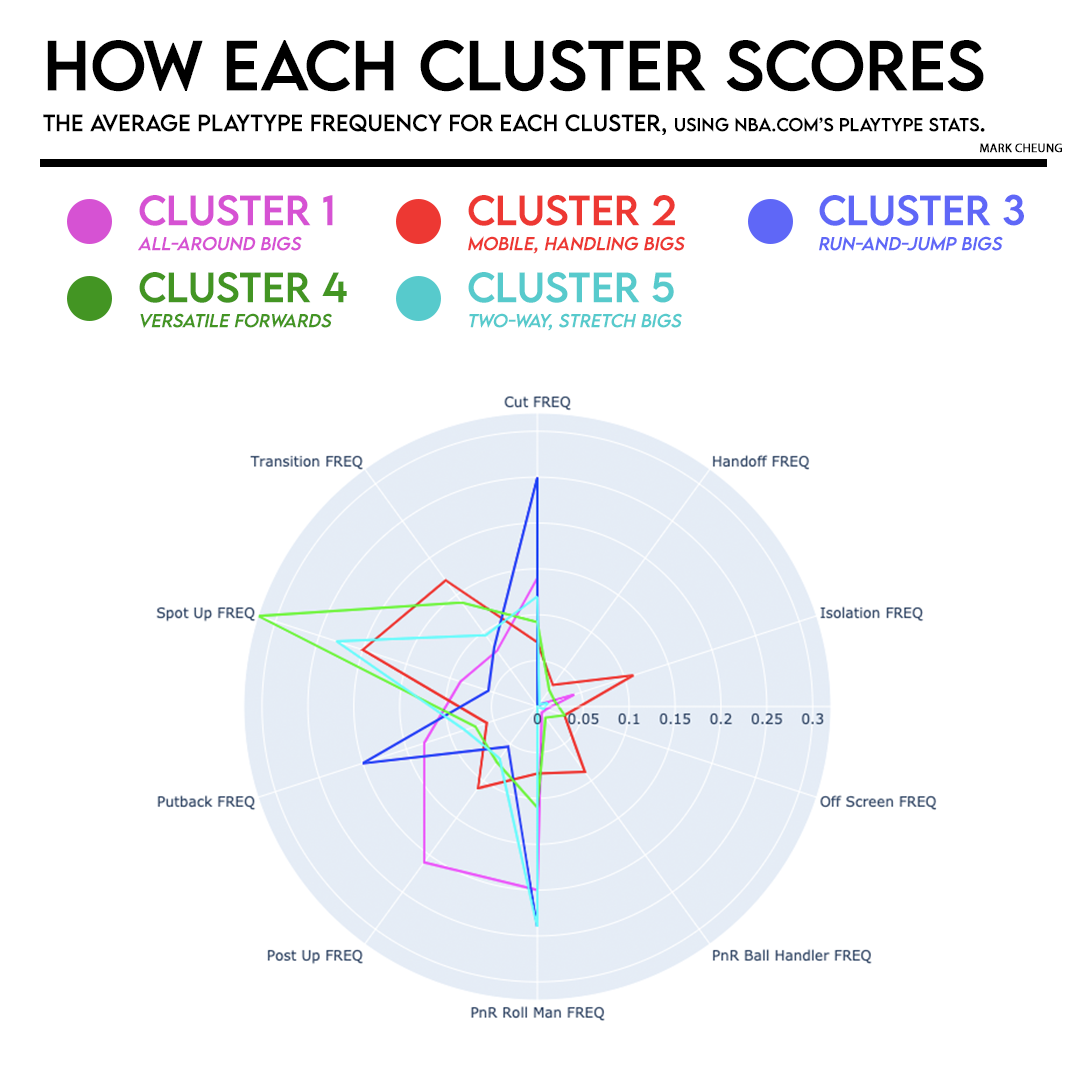 HOW EACH CLUSTER SCORES
THE AVERAGE PLAYTYPE FREQUENCY FOR EACH CLUSTER, USING NBA.COM'S PLAYTYPE STATS.
MARK CHEUNG
CLUSTER 1
ALL-AROUND BIGS
CLUSTER 2
MOBILE, HANDLING BIGS
CLUSTER 3
RUN-AND-JUMP BIGS
CLUSTER 4
VERSATILE FORWARDS
CLUSTER 5
TWO-WAY, STRETCH BIGS
Cut FREQ
Transition FREQ
Handoff FREQ
Spot Up FREQ
Isolation FREQ
0 0.05 0.1 0.15 0.2 0.25 0.3
Putback FREQ
Off Screen FREQ
Post Up FREQ
PnR Ball Handler FREQ
PnR Roll Man FREQ